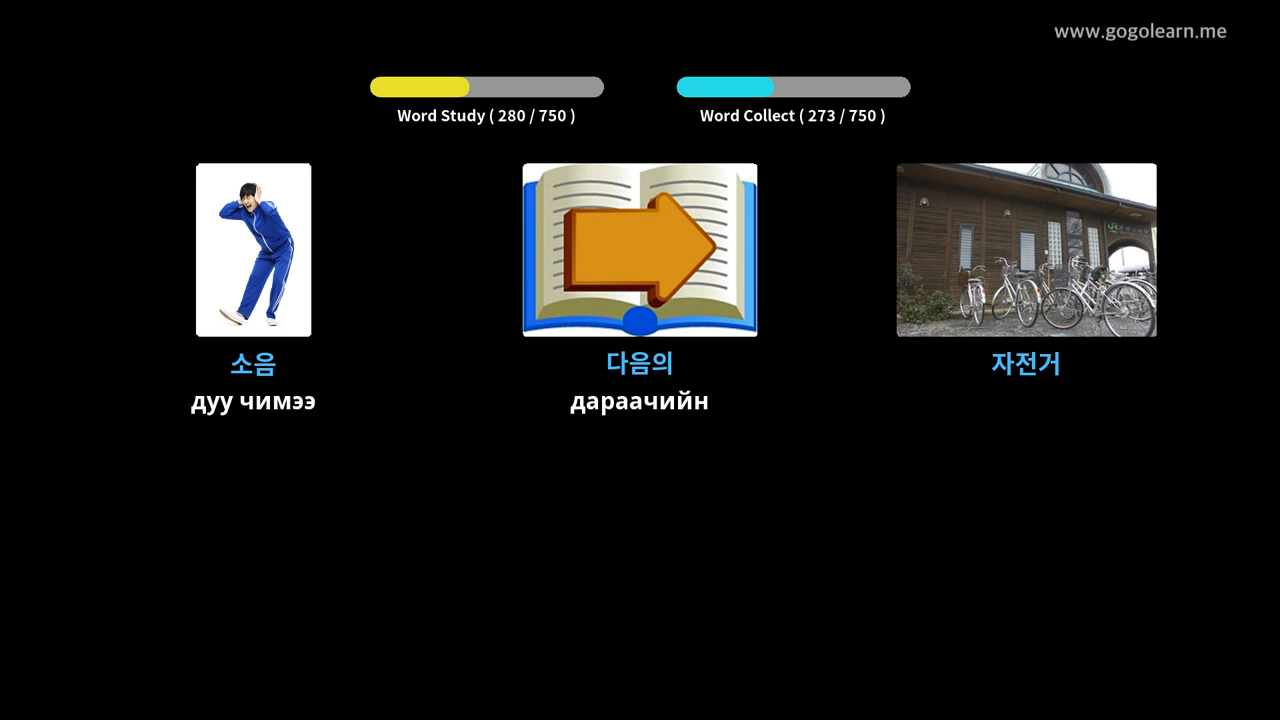 www.gogolearn.me
Word Study ( 280 / 750 )
Word Collect ( 273 / 750 )
소음
다음의
자전거
дуу чимээ
дараачийн